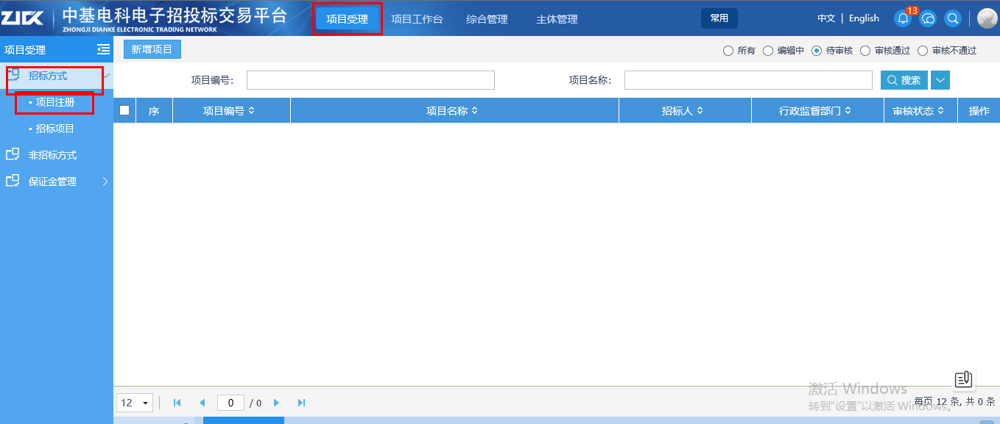 ZJDK 中基电科电子招投标交易平台
ZHONGJI DIANKE ELECTRONIC TRADING NETWORK
项目受理 项目工作台 综合管理 主体管理 常用 中文 | English 13
项目受理
新增项目 所有 编辑中 待审核 审核通过 审核不通过
招标方式
项目编号: 项目名称: 搜索
项目注册
序 项目编号 项目名称 招标人 行政监督部门 审核状态 操作
招标项目
非招标方式
保证金管理
激活 Windows
转到"设置"以激活 Windows。
12 0 / 0 每页 12 条, 共 0 条